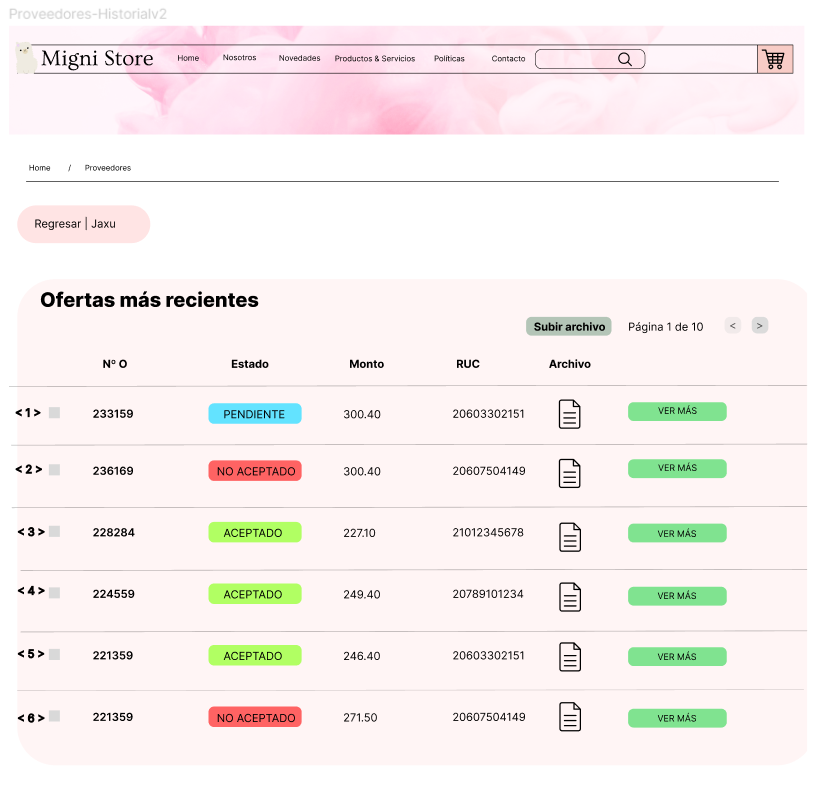 Proveedores-Historialv2
Migni Store Home Nosotros Novedades Productos & Servicios Políticas Contacto
Home / Proveedores
Regresar | Jaxu
Ofertas más recientes
Subir archivo Página 1 de 10 < >
Nº O Estado Monto RUC Archivo
<1> 233159 PENDIENTE 300.40 20603302151 VER MÁS
<2> 236169 NO ACEPTADO 300.40 20607504149 VER MÁS
<3> 228284 ACEPTADO 227.10 21012345678 VER MÁS
<4> 224559 ACEPTADO 249.40 20789101234 VER MÁS
<5> 221359 ACEPTADO 246.40 20603302151 VER MÁS
<6> 221359 NO ACEPTADO 271.50 20607504149 VER MÁS